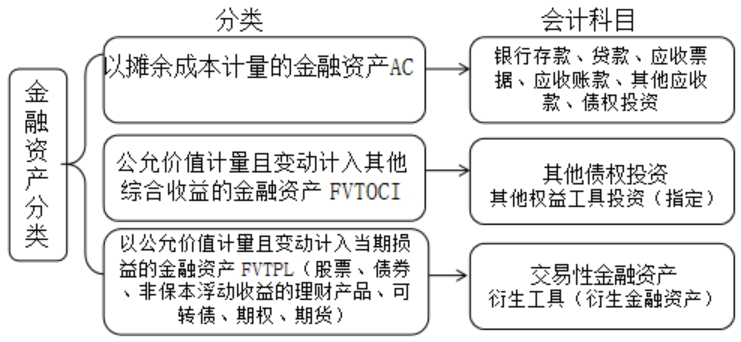 分类
会计科目
金融资产分类
以摊余成本计量的金融资产AC
银行存款、贷款、应收票
据、应收账款、其他应收
款、债权投资
公允价值计量且变动计入其他
综合收益的金融资产 FVTOCI
其他债权投资
其他权益工具投资（指定）
以公允价值计量且变动计入当期损
益的金融资产 FVTPL（股票、债券
、非保本浮动收益的理财产品、可
转债、期权、期货）
交易性金融资产
衍生工具（衍生金融资产）